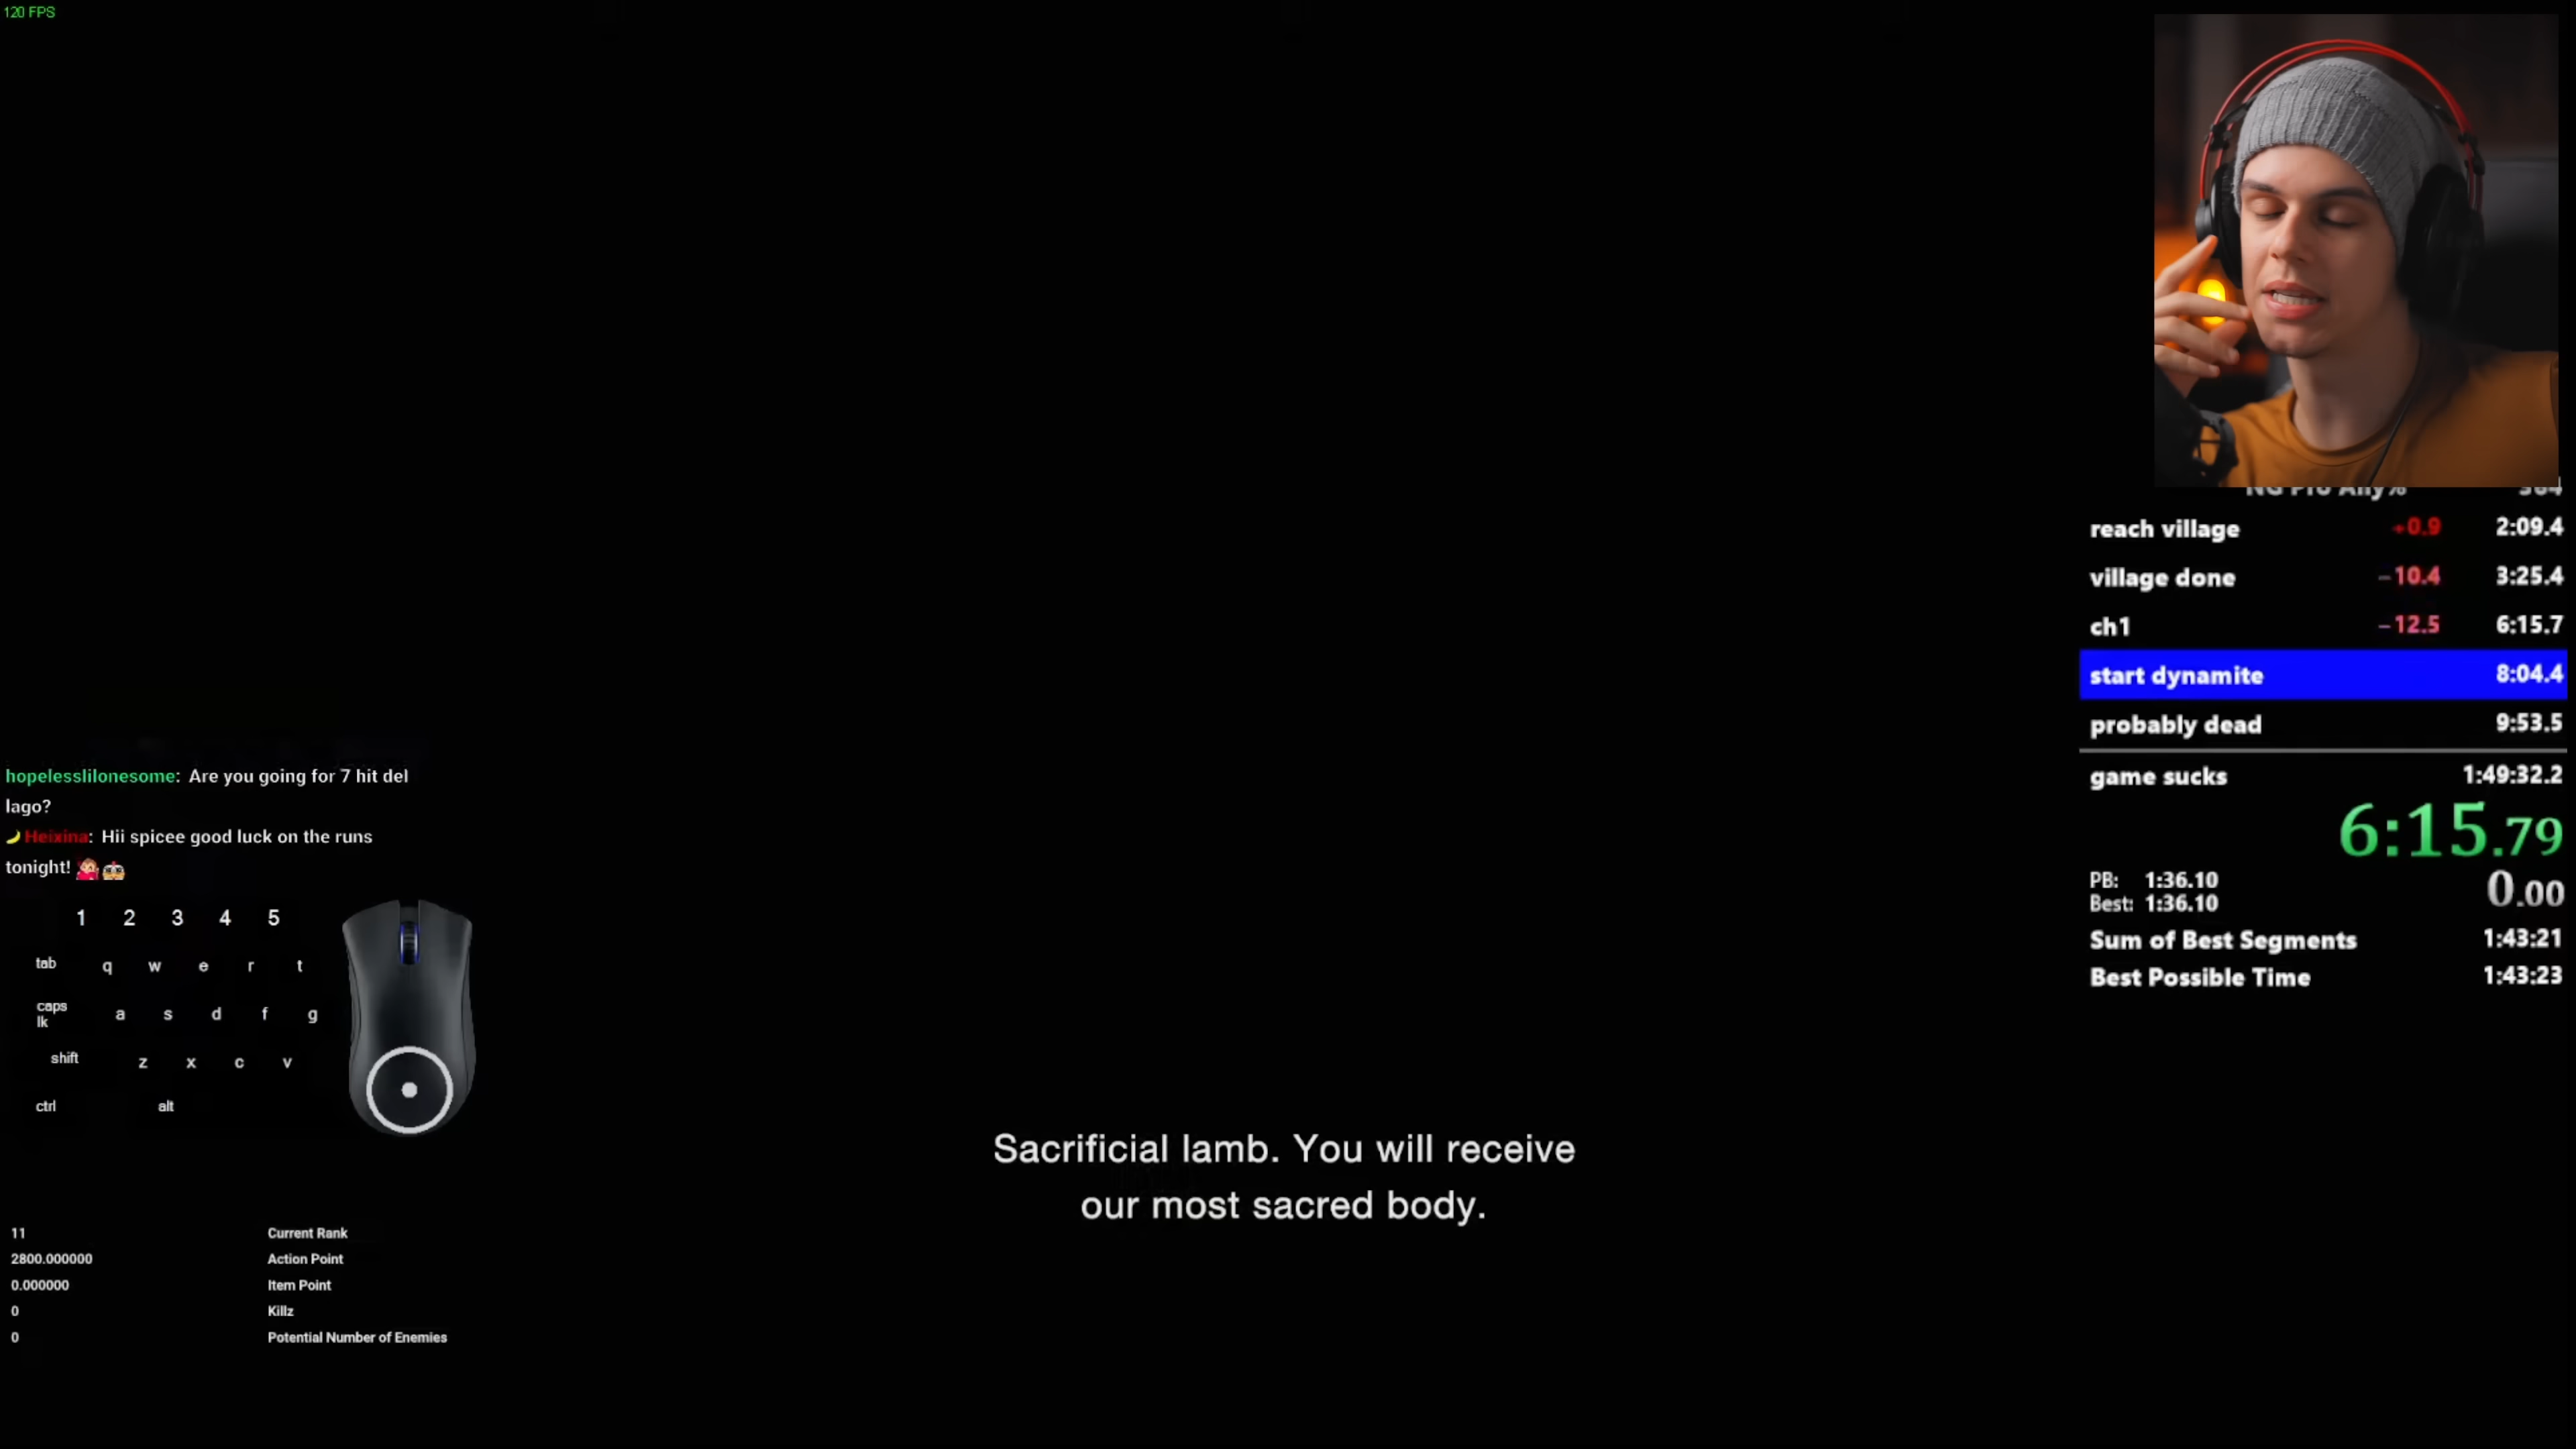 120 FPS
NG Pro Any%
reach village +0.9 2:09.4
village done −10.4 3:25.4
ch1 −12.5 6:15.7
start dynamite 8:04.4
probably dead 9:53.5
game sucks 1:49:32.2
6:15.79
PB: 1:36.10 0.00
Best: 1:36.10
Sum of Best Segments 1:43:21
Best Possible Time 1:43:23
hopelesslilonesome: Are you going for 7 hit del
lago?
Heixina: Hii spicee good luck on the runs
tonight!
1 2 3 4 5
tab q w e r t
caps
lk a s d f g
shift z x c v
ctrl alt
Sacrificial lamb. You will receive
our most sacred body.
11 Current Rank
2800.000000 Action Point
0.000000 Item Point
0 Killz
0 Potential Number of Enemies